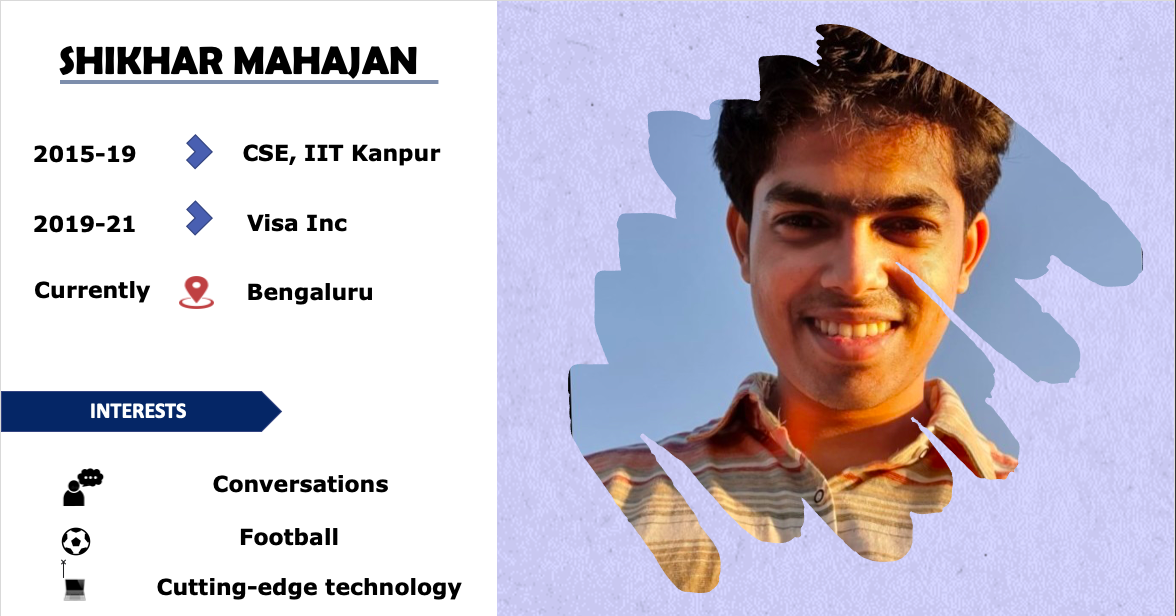 SHIKHAR MAHAJAN
2015-19 CSE, IIT Kanpur
2019-21 Visa Inc
Currently Bengaluru
INTERESTS
Conversations
Football
Cutting-edge technology